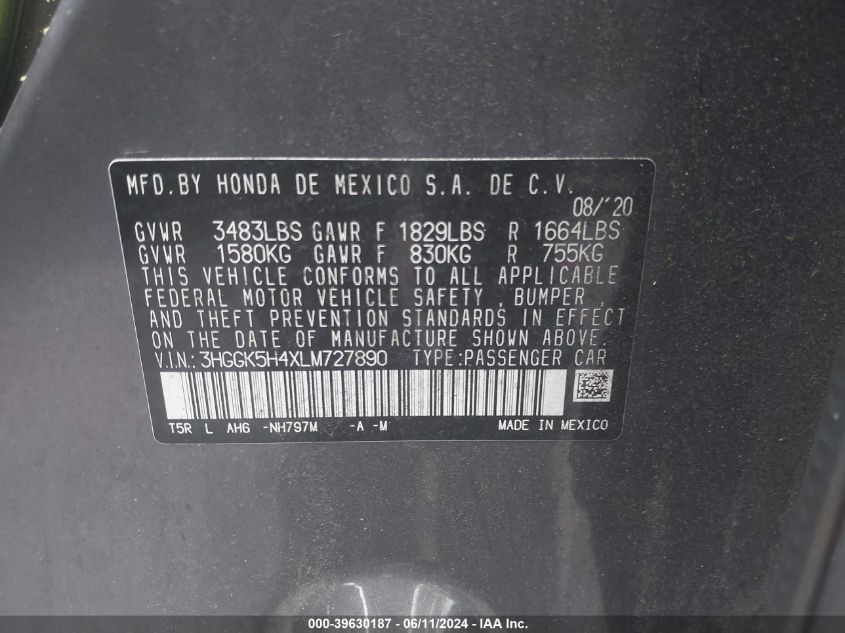 MFD.BY HONDA DE MEXICO S.A. DE C.V.
08/'20
GVWR 3483LBS GAWR F 1829LBS R 1664LBS
GVWR 1580KG GAWR F 830KG R 755KG
THIS VEHICLE CONFORMS TO ALL APPLICABLE
FEDERAL MOTOR VEHICLE SAFETY , BUMPER ,
AND THEFT PREVENTION STANDARDS IN EFFECT
ON THE DATE OF MANUFACTURE SHOWN ABOVE.
V.I.N.: 3HGGK5H4XLM727890 TYPE:PASSENGER CAR
T5R L AH6 -NH797M -A -M MADE IN MEXICO
000-39630187 - 06/11/2024 - IAA Inc.